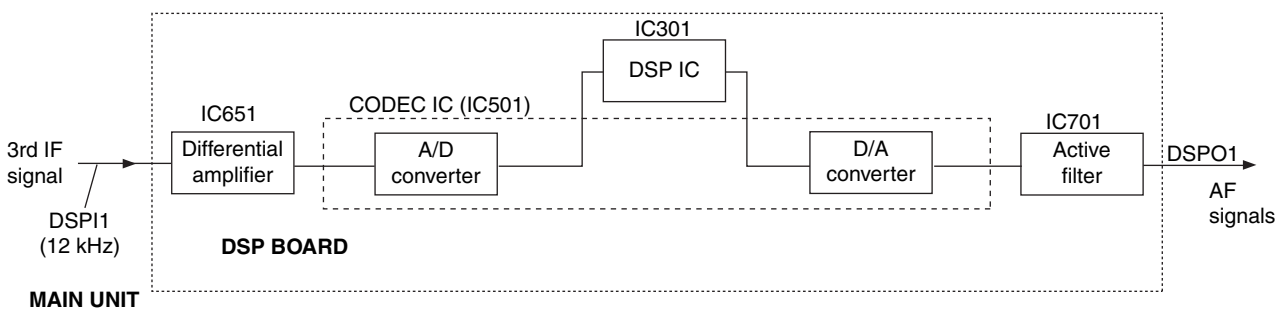 IC301
DSP IC
CODEC IC (IC501)
IC651
Differential
amplifier
A/D
converter
D/A
converter
IC701
Active
filter
3rd IF
signal
DSPI1
(12 kHz)
DSPO1
AF
signals
DSP BOARD
MAIN UNIT